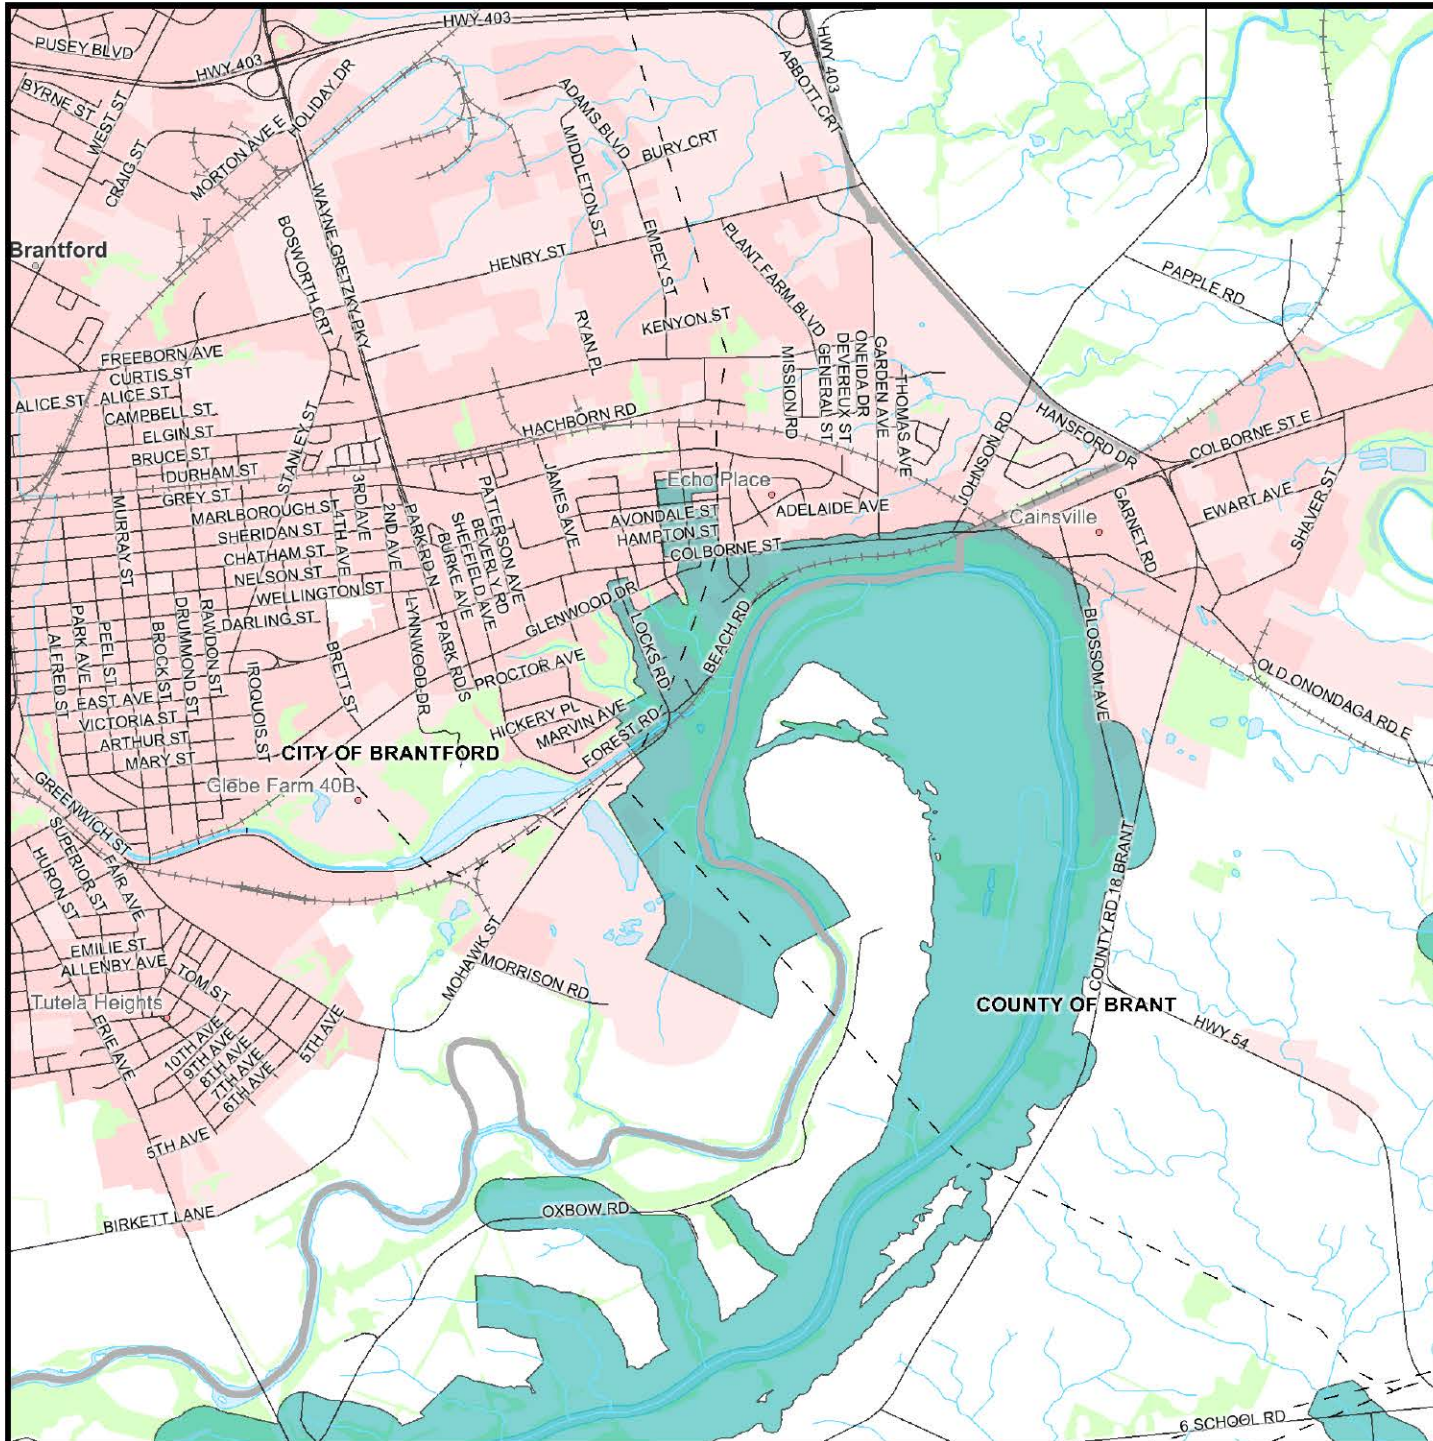 HWY 403
PUSEY BLVD
HWY 403
HWY 403
ABBOTT CRT
BYRNE ST
WEST ST
HOLIDAY DR
MORTON AVE E
CRAIG ST
ADAMS BLVD
BURY CRT
MIDDLETON ST
WAYNE GRETZKY PKY
BOSWORTH CRT
Brantford
HENRY ST
EMPEY ST
PLANT FARM BLVD
PAPPLE RD
KENYON ST
RYAN PL
FREEBORN AVE
CURTIS ST
ALICE ST
ALICE ST
CAMPBELL ST
ELGIN ST
BRUCE ST
DURHAM ST
GREY ST
STANLEY ST
HACHBORN RD
MISSION RD
GENERAL ST
DEVEREUX ST
ONEIDA DR
GARDEN AVE
THOMAS AVE
JOHNSON RD
HANSFORD DR
COLBORNE ST E
MARLBOROUGH ST
SHERIDAN ST
CHATHAM ST
NELSON ST
WELLINGTON ST
DARLING ST
MURRAY ST
4TH AVE
3RD AVE
2ND AVE
PARK RD N
PATTERSON AVE
BEVERLY RD
SHEFFIELD AVE
BURKE AVE
JAMES AVE
Echo Place
AVONDALE ST
HAMPTON ST
COLBORNE ST
ADELAIDE AVE
Cainsville
GARNET RD
EWART AVE
SHAVER ST
ALFRED ST
PARK AVE
PEEL ST
BROCK ST
DRUMMOND ST
RAWDON ST
IROQUOIS ST
BRETT ST
LYNNWOOD DR
PARK RD S
GLENWOOD DR
PROCTOR AVE
LOCKS RD
BEACH RD
BLOSSOM AVE
OLD ONONDAGA RD E
EAST AVE
VICTORIA ST
ARTHUR ST
MARY ST
HICKERY PL
MARVIN AVE
FOREST RD
CITY OF BRANTFORD
Glebe Farm 40B
GREENWICH ST
SUPERIOR ST
FAIR AVE
HURON ST
COUNTY RD 18 BRANT
EMILIE ST
ALLENBY AVE
TOM ST
MOHAWK ST
MORRISON RD
Tutela Heights
ERIE AVE
10TH AVE
9TH AVE
8TH AVE
7TH AVE
6TH AVE
5TH AVE
5TH AVE
COUNTY OF BRANT
HWY 54
BIRKETT LANE
OXBOW RD
6 SCHOOL RD